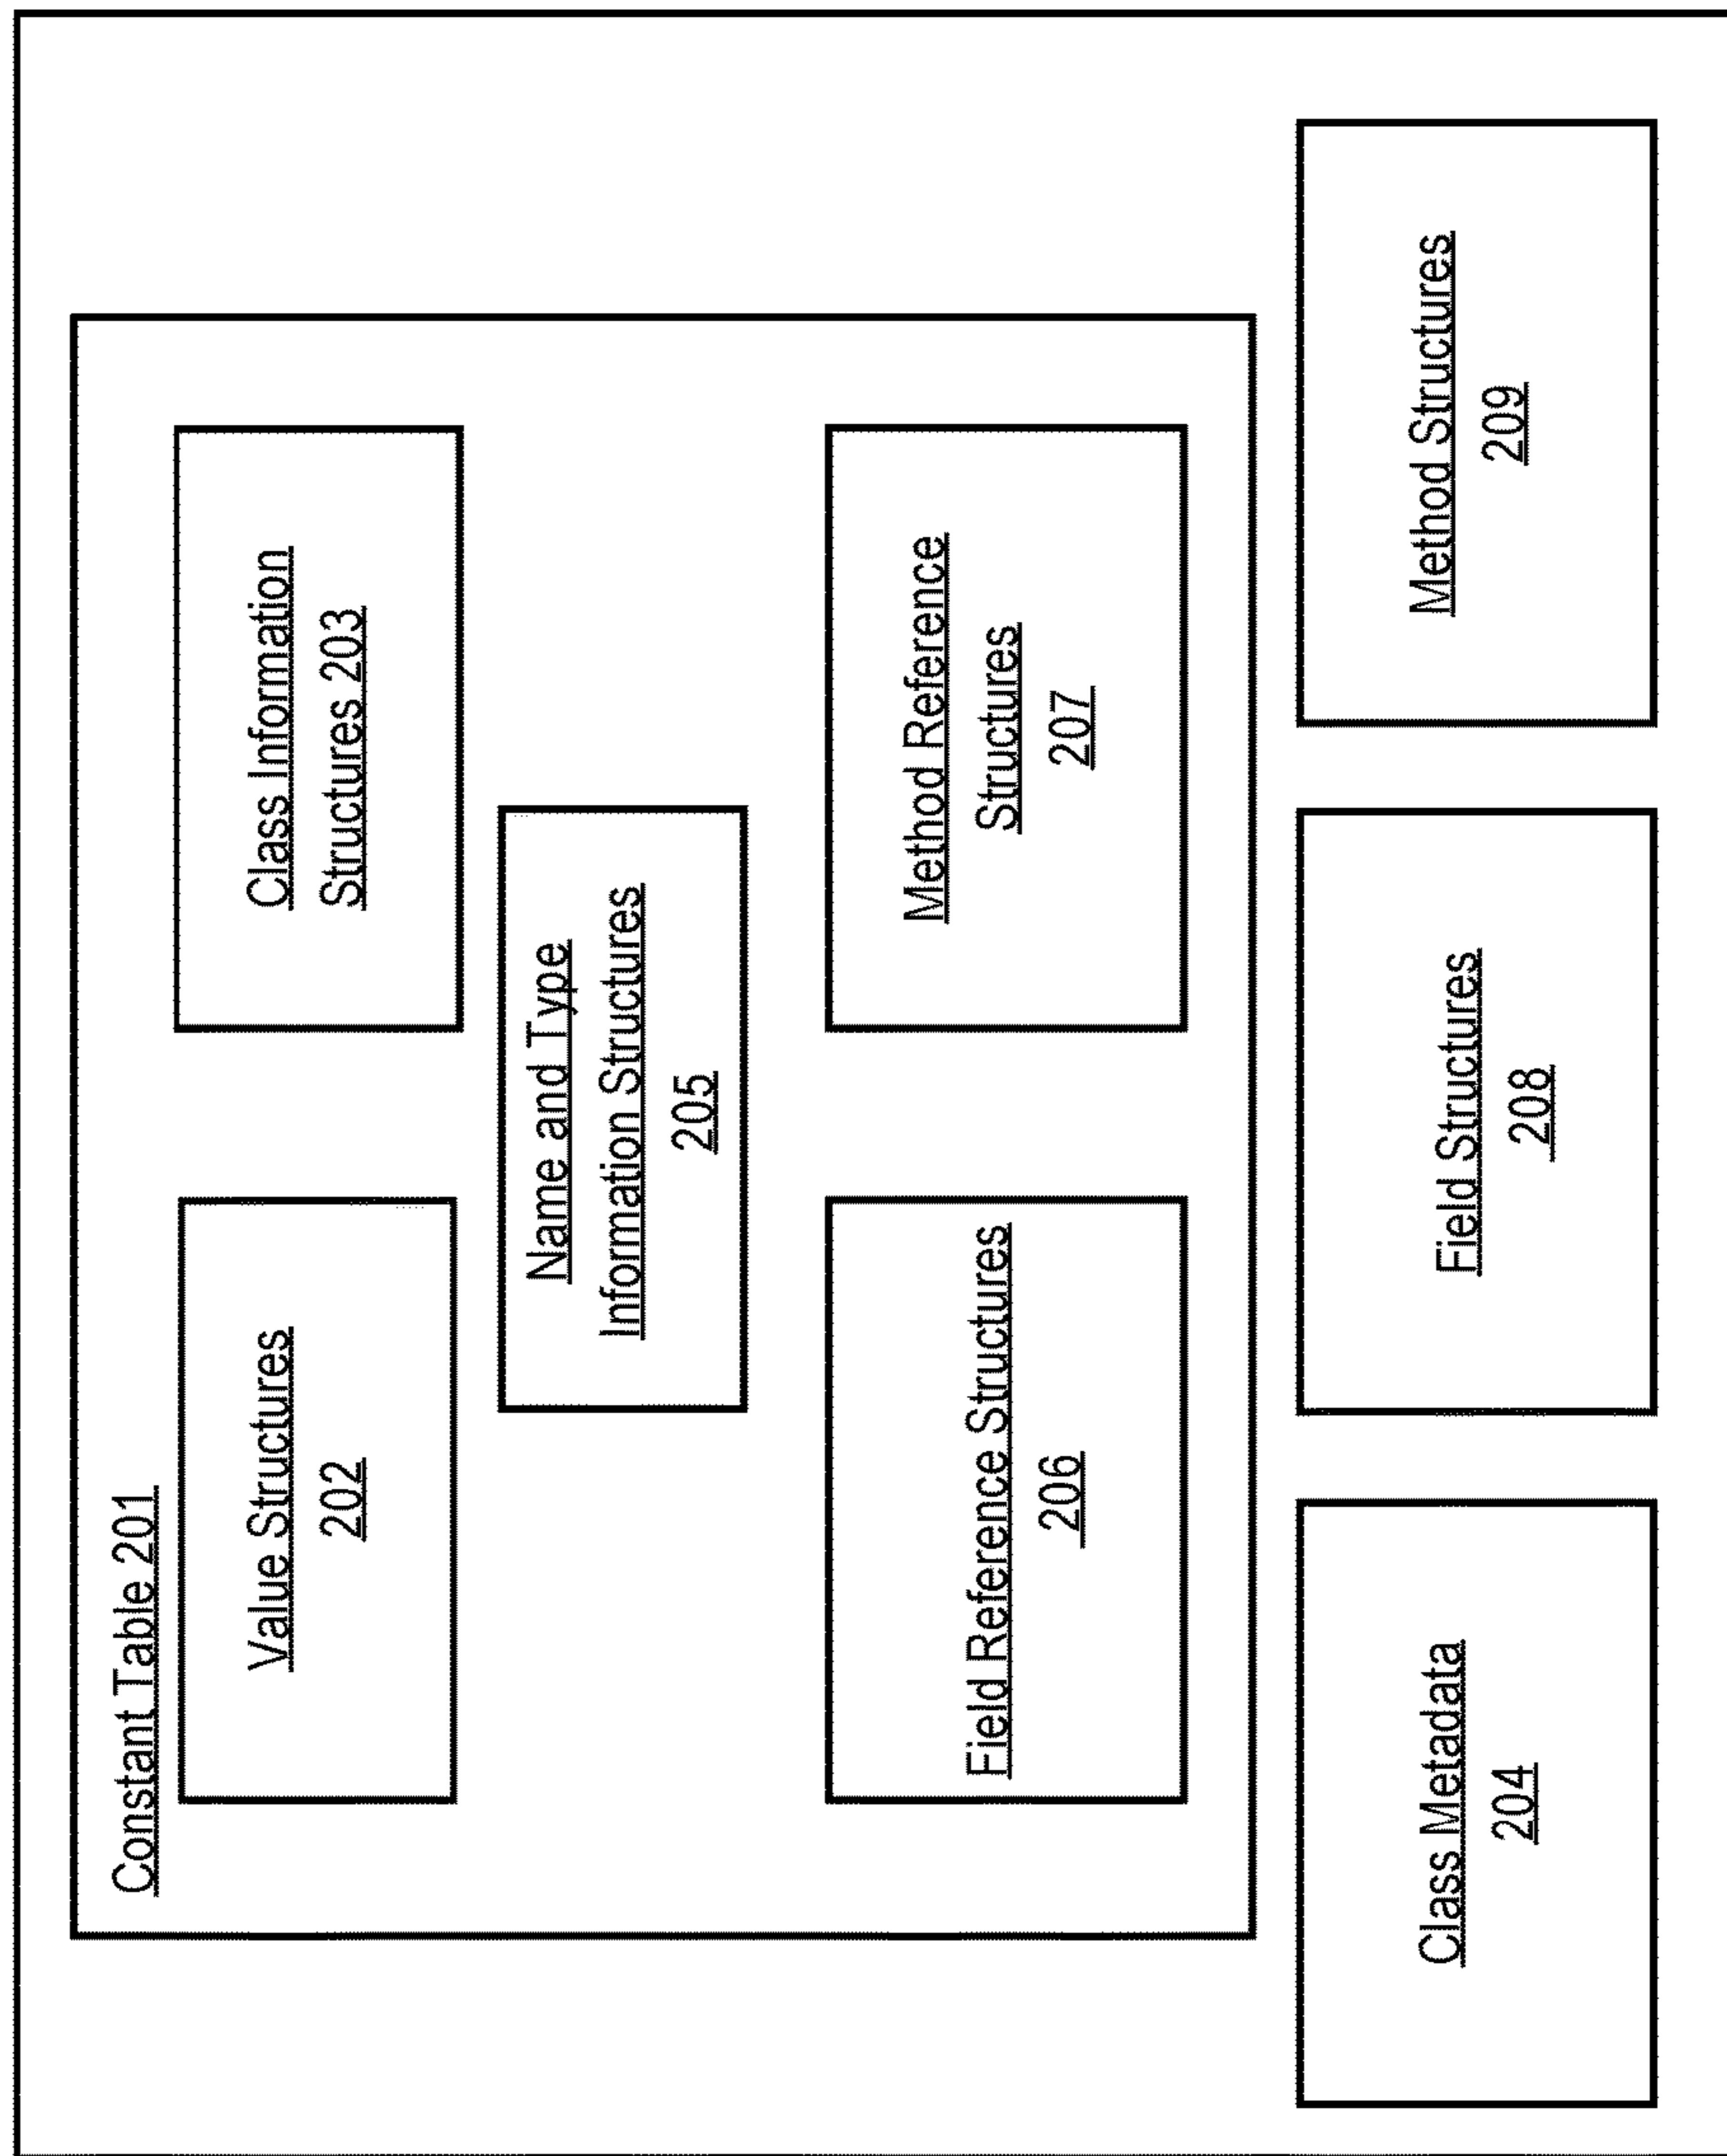 Constant Table 201
Value Structures
202
Class Information
Structures 203
Name and Type
Information Structures
205
Field Reference Structures
206
Method Reference
Structures
207
Class Metadata
204
Field Structures
208
Method Structures
209